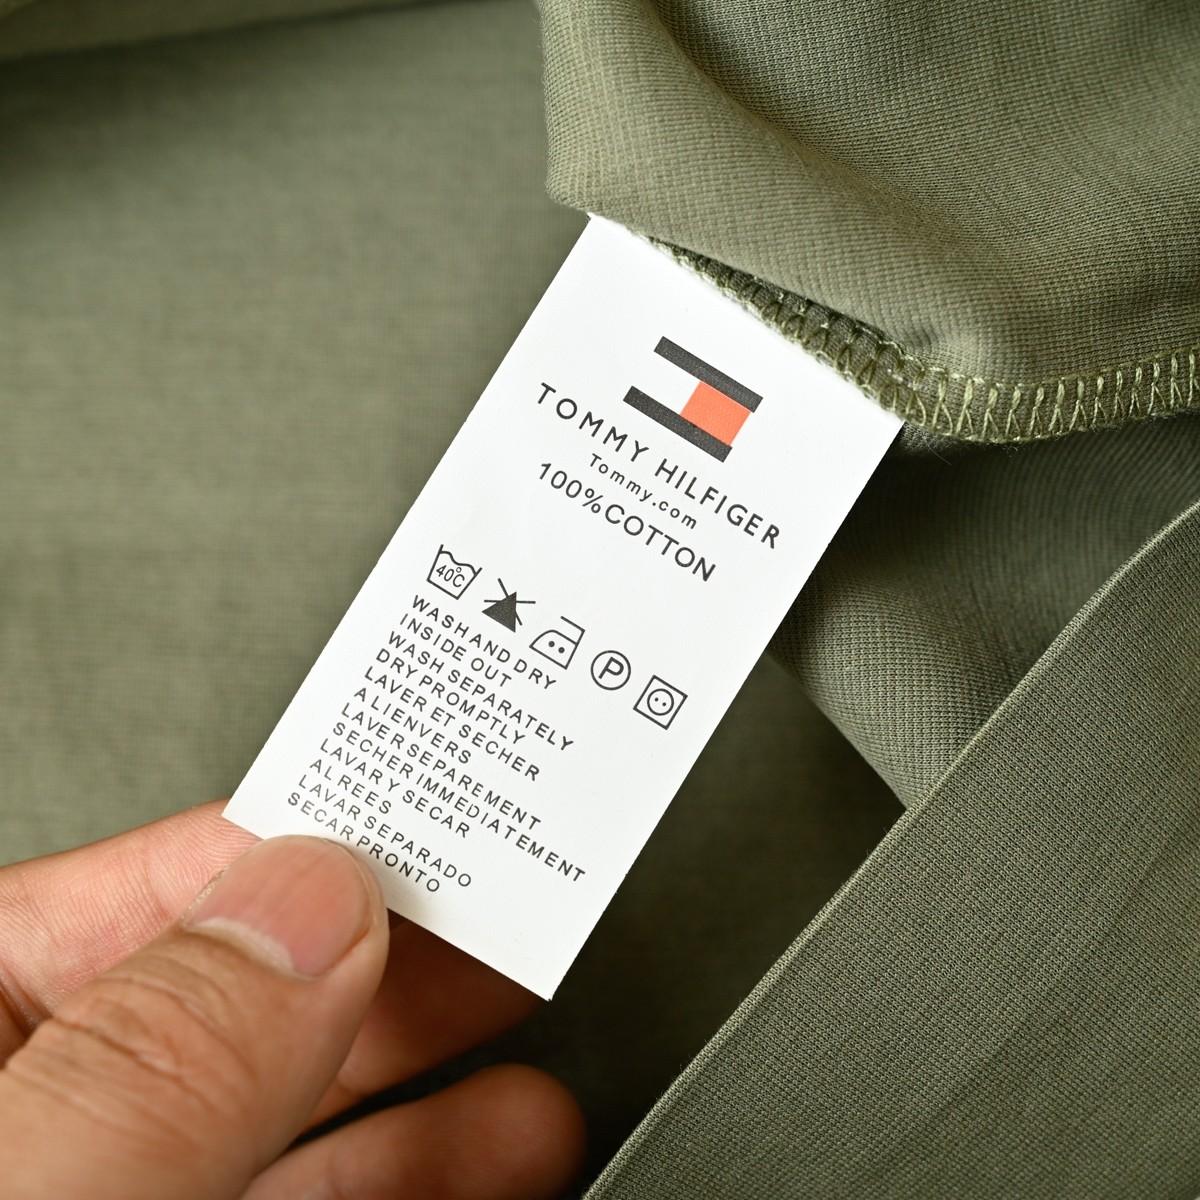 TOMMY HILFIGER
Tommy.com
100%COTTON
40°C
P
WASH AND DRY
INSIDE OUT
WASH SEPARATELY
DRY PROMPTLY
LAVER ET SECHER
A LIENVERS
LAVER SEPAREMENT
SECHER IMMEDIATEMENT
LAVAR Y SECAR
AL REES
LAVAR SEPARADO
SECAR PRONTO